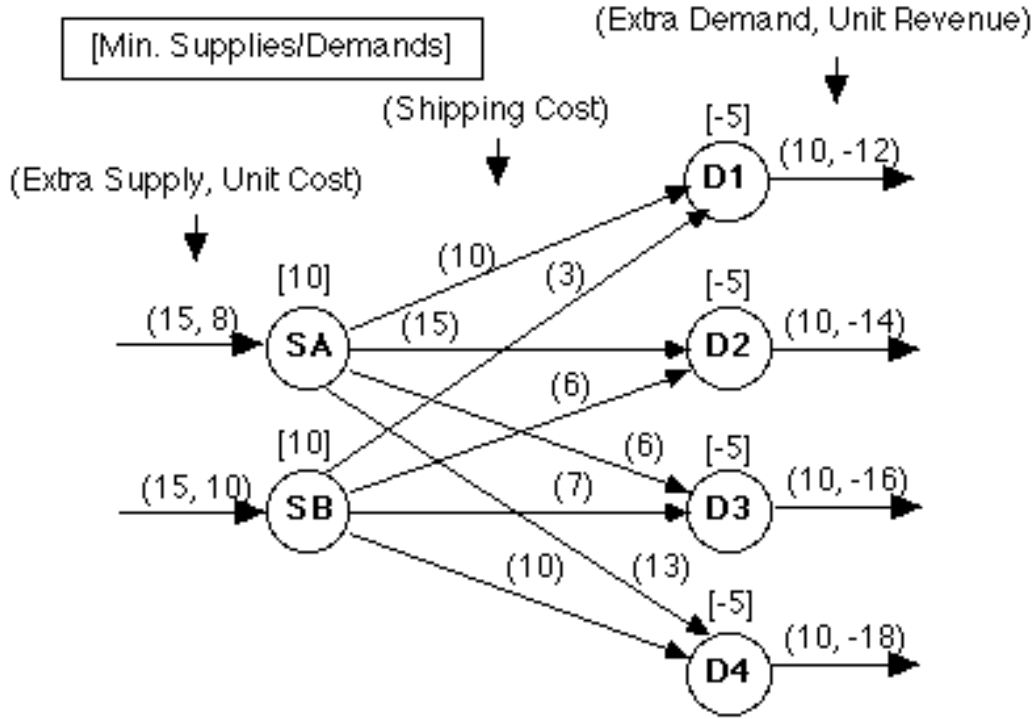 (Extra Demand, Unit Revenue)
[Min. Supplies/Demands]
(Shipping Cost)
[-5]
(10, -12)
D1
(Extra Supply, Unit Cost)
(10)
(3)
[10]
[-5]
(15, 8)
SA
(15)
D2
(10, -14)
(6)
[10]
(6)
[-5]
(15, 10)
SB
(7)
D3
(10, -16)
(10)
(13)
[-5]
D4
(10, -18)